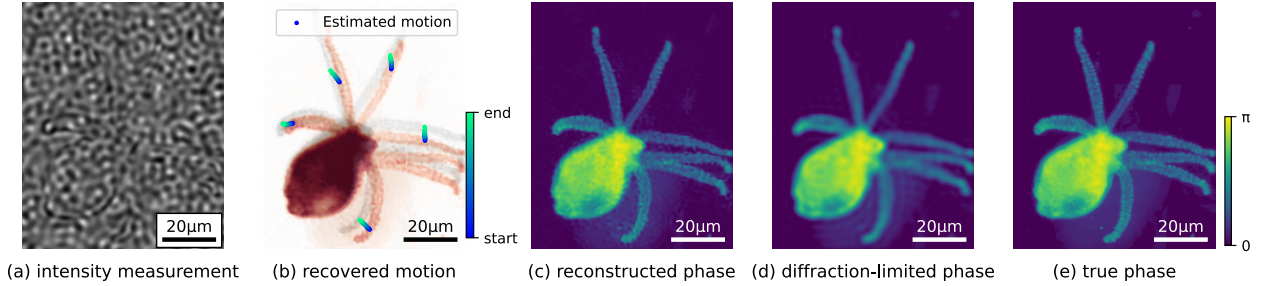 Estimated motion
end
start
π
0
20μm
20μm
20μm
20μm
20μm
(a) intensity measurement
(b) recovered motion
(c) reconstructed phase
(d) diffraction-limited phase
(e) true phase